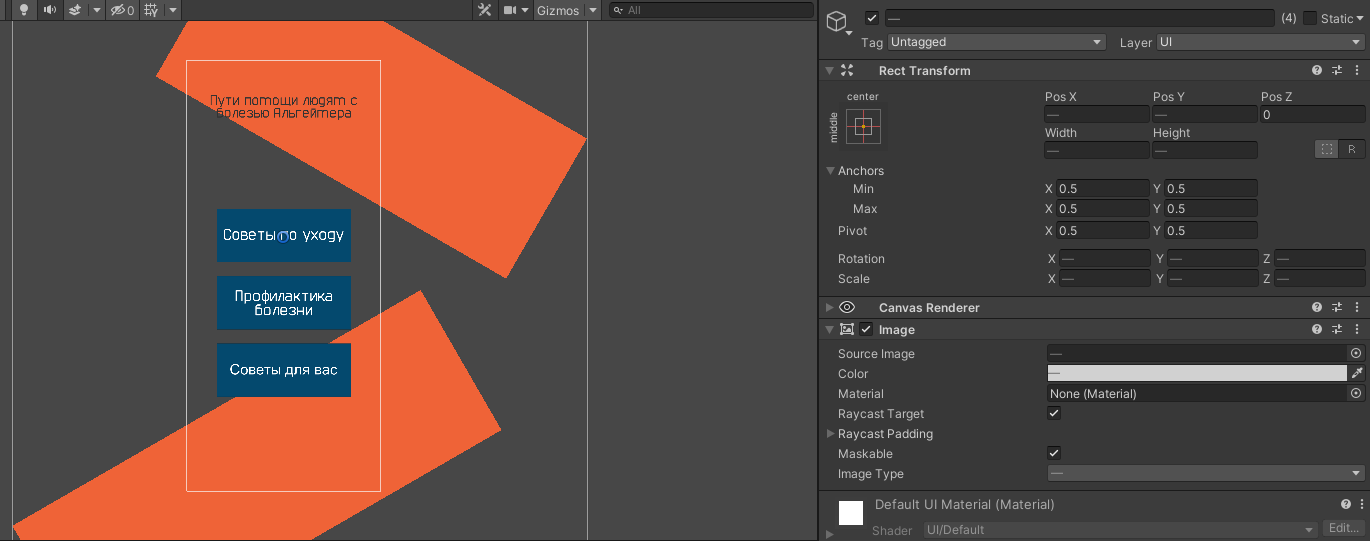 0
Gizmos
All
Пути помощи людям с
болезью Альгейтера
Советы по уходу
Профилактика
болезни
Советы для вас
—
(4)
Static
Tag Untagged
Layer UI
Rect Transform
center
middle
Pos X Pos Y Pos Z
— — 0
Width Height
— —
R
Anchors
Min X 0.5 Y 0.5
Max X 0.5 Y 0.5
Pivot X 0.5 Y 0.5
Rotation X — Y — Z —
Scale X — Y — Z —
Canvas Renderer
Image
Source Image —
Color —
Material None (Material)
Raycast Target
Raycast Padding
Maskable
Image Type —
Default UI Material (Material)
Shader UI/Default
Edit...